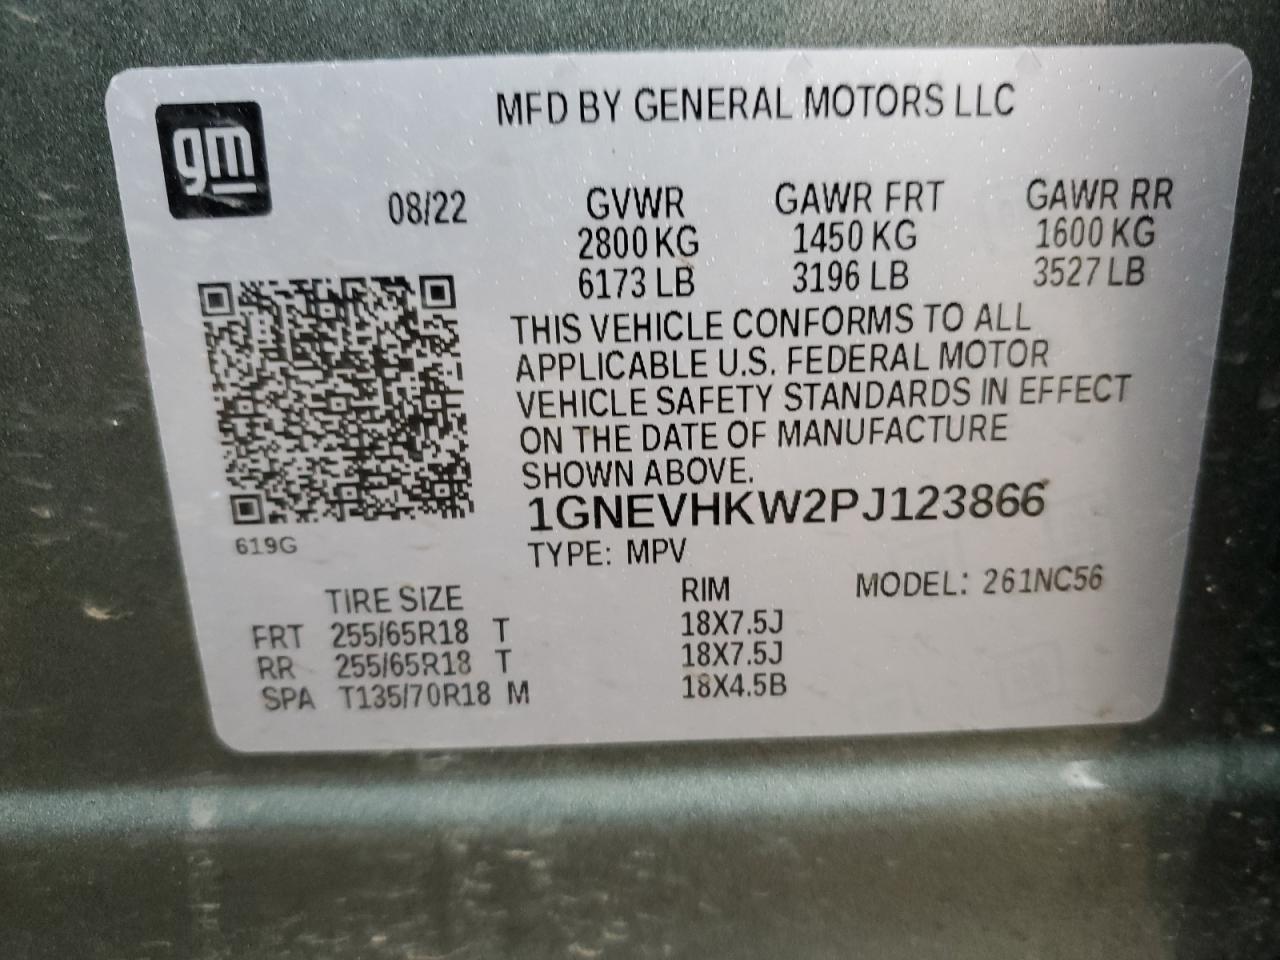 gm
MFD BY GENERAL MOTORS LLC
08/22
GVWR GAWR FRT GAWR RR
2800 KG 1450 KG 1600 KG
6173 LB 3196 LB 3527 LB
THIS VEHICLE CONFORMS TO ALL
APPLICABLE U.S. FEDERAL MOTOR
VEHICLE SAFETY STANDARDS IN EFFECT
ON THE DATE OF MANUFACTURE
SHOWN ABOVE.
1GNEVHKW2PJ123866
619G
TYPE: MPV
MODEL: 261NC56
TIRE SIZE RIM
FRT 255/65R18 T 18X7.5J
RR 255/65R18 T 18X7.5J
SPA T135/70R18 M 18X4.5B